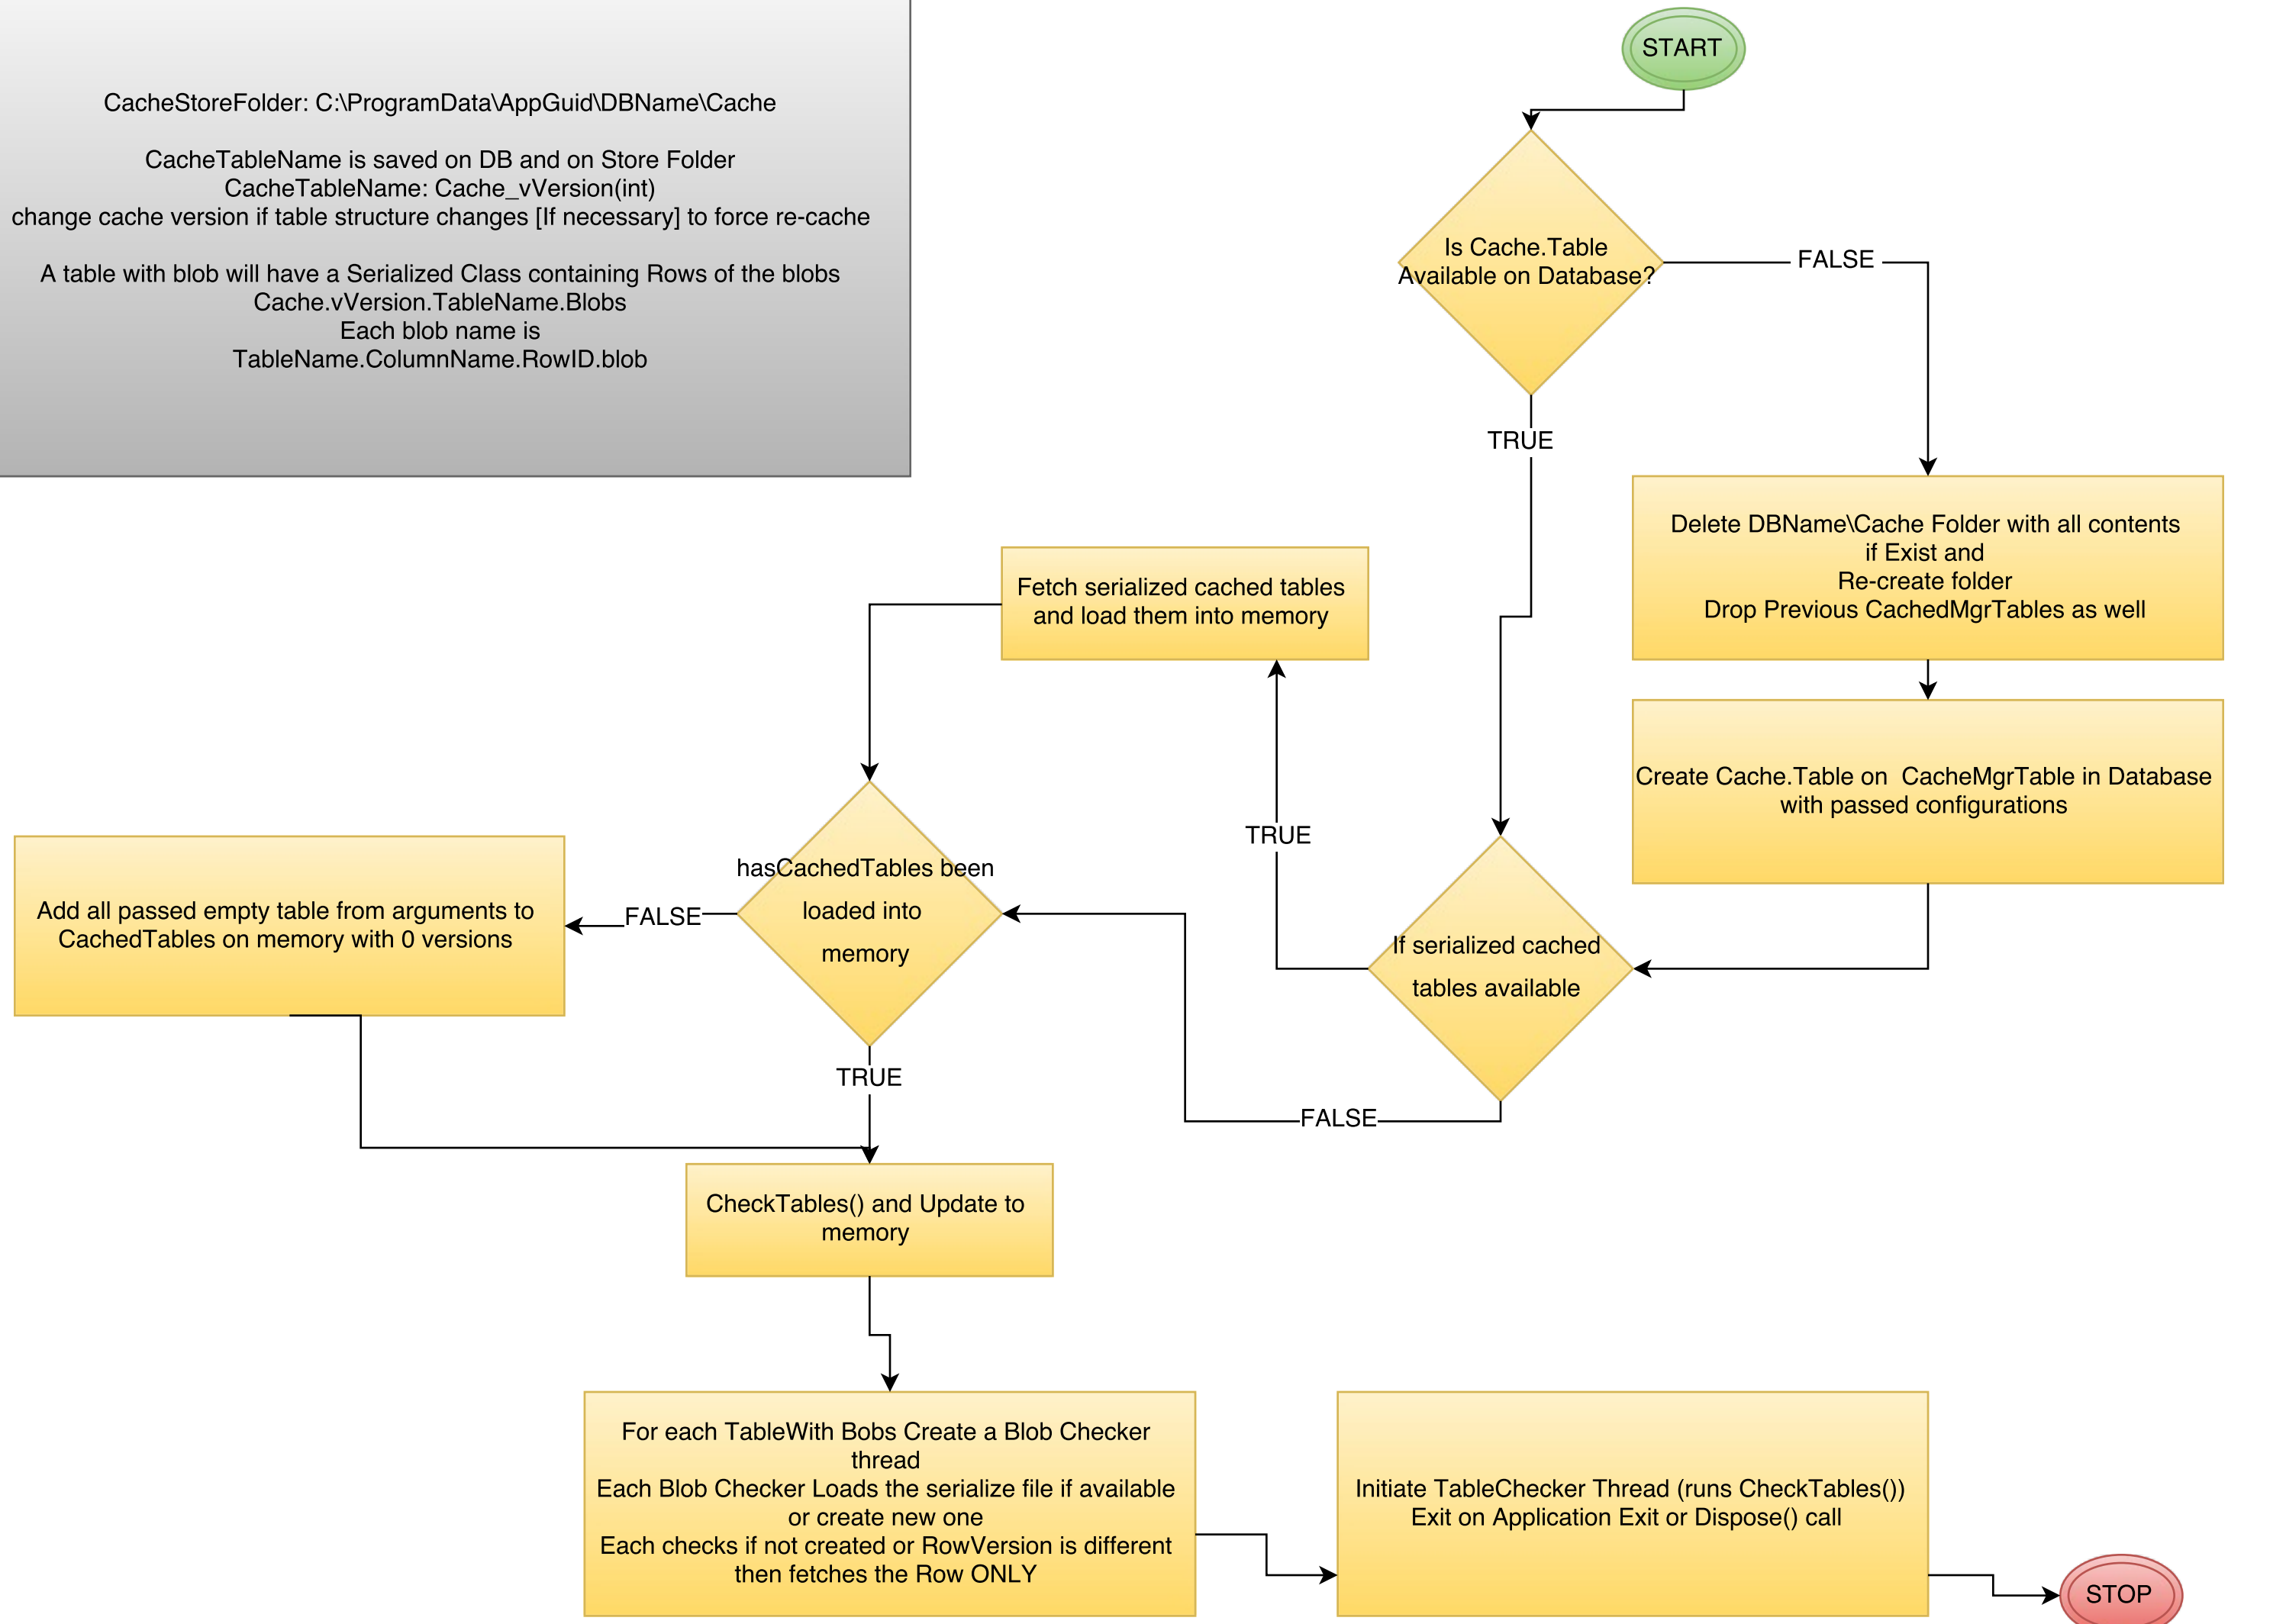 CacheStoreFolder: C:\ProgramData\AppGuid\DBName\Cache
CacheTableName is saved on DB and on Store Folder
CacheTableName: Cache_vVersion(int)
change cache version if table structure changes [If necessary] to force re-cache
A table with blob will have a Serialized Class containing Rows of the blobs
Cache.vVersion.TableName.Blobs
Each blob name is
TableName.ColumnName.RowID.blob
START
Is Cache.Table
Available on Database?
FALSE
TRUE
Delete DBName\Cache Folder with all contents
if Exist and
Re-create folder
Drop Previous CachedMgrTables as well
Create Cache.Table on  CacheMgrTable in Database
with passed configurations
If serialized cached
tables available
TRUE
FALSE
Fetch serialized cached tables
and load them into memory
hasCachedTables been
loaded into
memory
FALSE
TRUE
Add all passed empty table from arguments to
CachedTables on memory with 0 versions
CheckTables() and Update to
memory
For each TableWith Bobs Create a Blob Checker
thread
Each Blob Checker Loads the serialize file if available
or create new one
Each checks if not created or RowVersion is different
then fetches the Row ONLY
Initiate TableChecker Thread (runs CheckTables())
Exit on Application Exit or Dispose() call
STOP